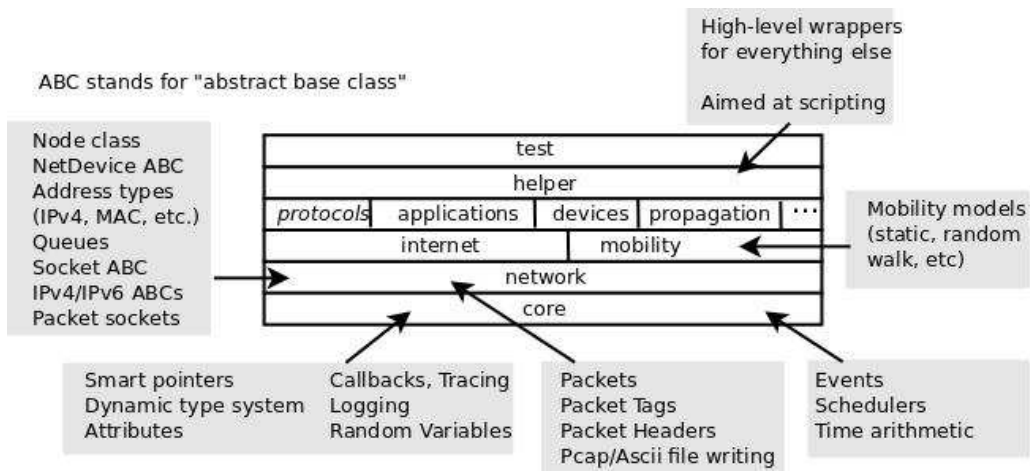 High-level wrappers
for everything else
Aimed at scripting
ABC stands for "abstract base class"
Node class
NetDevice ABC
Address types
(IPv4, MAC, etc.)
Queues
Socket ABC
IPv4/IPv6 ABCs
Packet sockets
test
helper
protocols applications devices propagation ...
internet mobility
network
core
Mobility models
(static, random
walk, etc)
Smart pointers
Dynamic type system
Attributes
Callbacks, Tracing
Logging
Random Variables
Packets
Packet Tags
Packet Headers
Pcap/Ascii file writing
Events
Schedulers
Time arithmetic